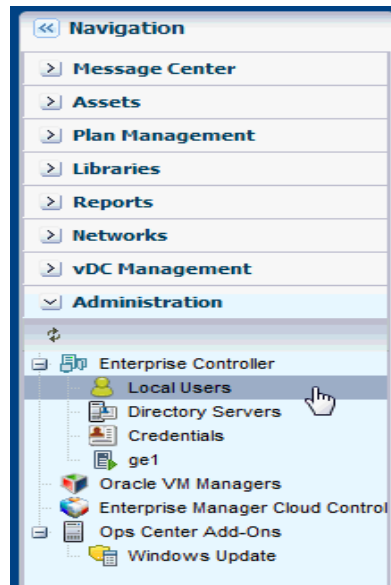 Navigation
Message Center
Assets
Plan Management
Libraries
Reports
Networks
vDC Management
Administration
Enterprise Controller
Local Users
Directory Servers
Credentials
ge1
Oracle VM Managers
Enterprise Manager Cloud Control
Ops Center Add-Ons
Windows Update